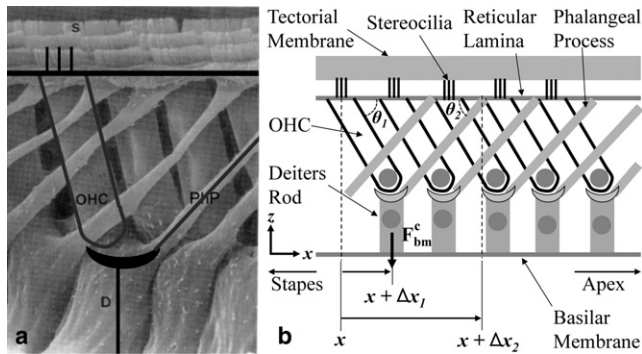 S
OHC
PhP
D
a
Tectorial
Membrane
Stereocilia
Reticular
Lamina
Phalangeal
Process
θ1
θ2
OHC
Deiters
Rod
F^c_bm
z
x
Stapes
Apex
x + Δx1
x
x + Δx2
Basilar
Membrane
b